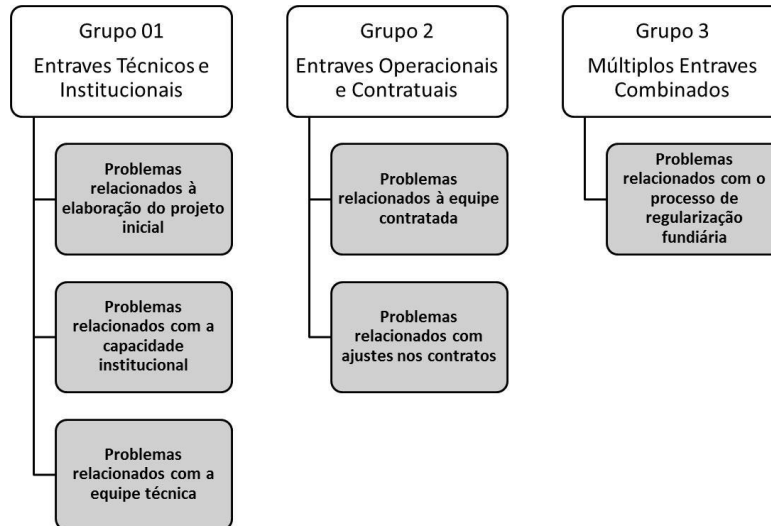 Grupo 01
Entraves Técnicos e
Institucionais
Problemas
relacionados à
elaboração do projeto
inicial
Problemas
relacionados com a
capacidade
institucional
Problemas
relacionados com a
equipe técnica
Grupo 2
Entraves Operacionais
e Contratuais
Problemas
relacionados à equipe
contratada
Problemas
relacionados com
ajustes nos contratos
Grupo 3
Múltiplos Entraves
Combinados
Problemas
relacionados com o
processo de
regularização
fundiária